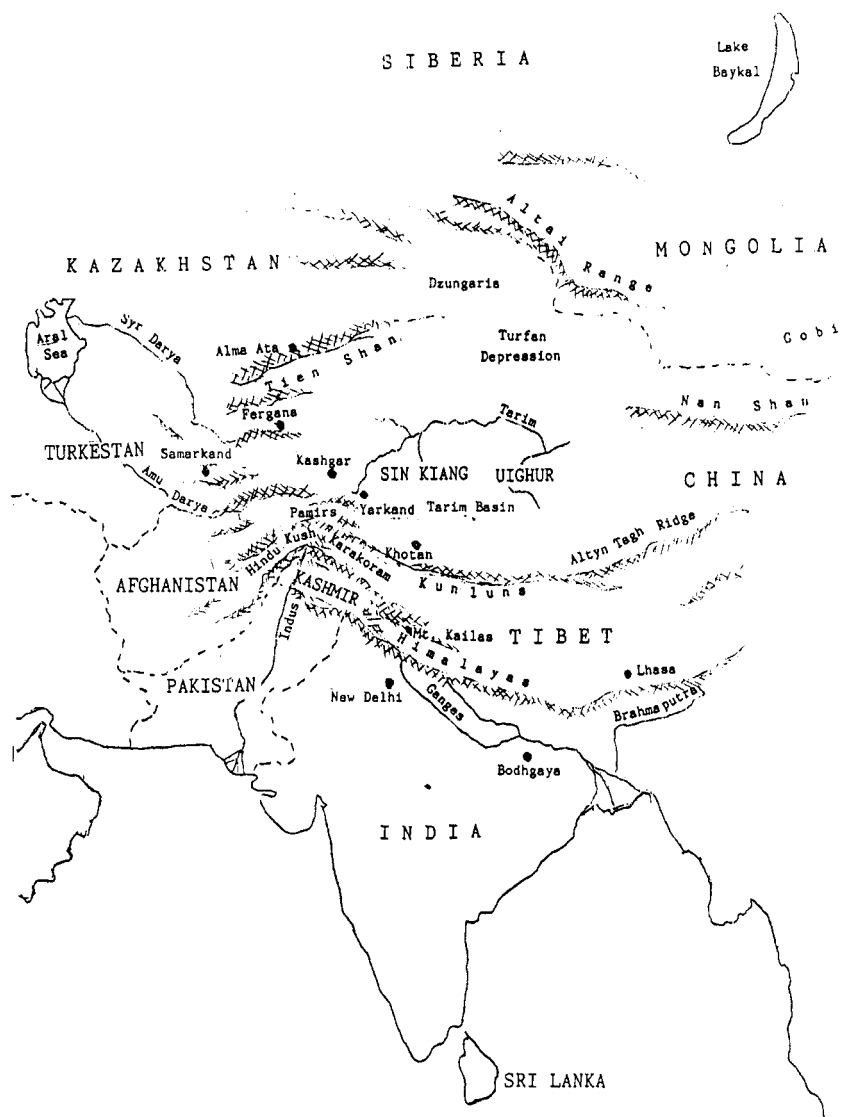 SIBERIA
Lake
Baykal
Altai Range
MONGOLIA
KAZAKHSTAN
Dzungaria
Aral
Sea
Syr Darya
Alma Ata
Tien Shan
Turfan
Depression
Gobi
Nan Shan
Fergana
Tarim
TURKESTAN
Samarkand
Kashgar
SIN KIANG UIGHUR
CHINA
Amu Darya
Pamirs
Yarkand
Tarim Basin
Hindu Kush
Karakoram
Khotan
Kunluns
Altyn Tagh Ridge
AFGHANISTAN
KASHMIR
Indus
Mt. Kailas
TIBET
Himalayas
Lhasa
PAKISTAN
New Delhi
Ganges
Brahmaputra
Bodhgaya
INDIA
SRI LANKA